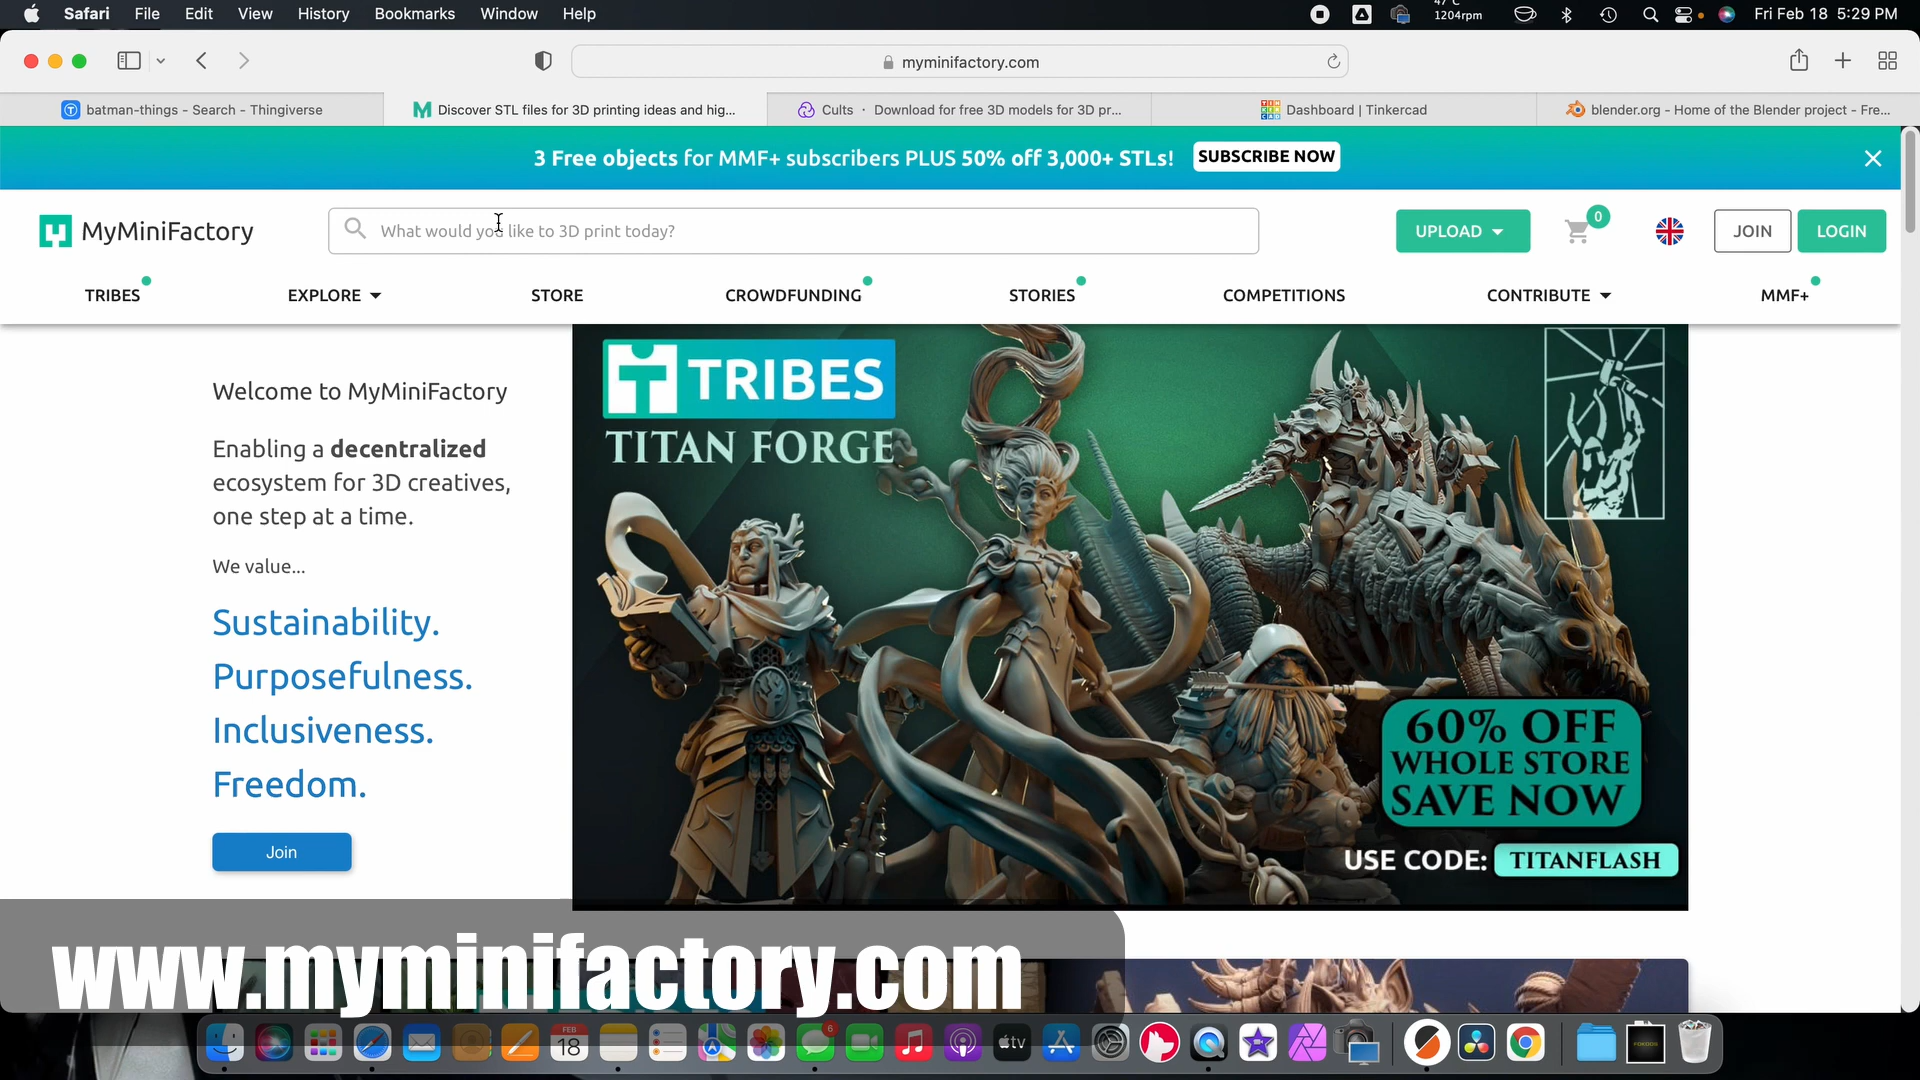 Safari File Edit View History Bookmarks Window Help
1204rpm
Fri Feb 18 5:29 PM
myminifactory.com
batman-things - Search - Thingiverse
Discover STL files for 3D printing ideas and hig...
Cults · Download for free 3D models for 3D pr...
Dashboard | Tinkercad
blender.org - Home of the Blender project - Fre...
3 Free objects for MMF+ subscribers PLUS 50% off 3,000+ STLs! SUBSCRIBE NOW
MyMiniFactory
What would you like to 3D print today?
UPLOAD
0
JOIN
LOGIN
TRIBES EXPLORE STORE CROWDFUNDING STORIES COMPETITIONS CONTRIBUTE MMF+
Welcome to MyMiniFactory
Enabling a decentralized
ecosystem for 3D creatives,
one step at a time.
We value...
Sustainability.
Purposefulness.
Inclusiveness.
Freedom.
Join
TRIBES
TITAN FORGE
60% OFF
WHOLE STORE
SAVE NOW
USE CODE: TITANFLASH
www.myminifactory.com
FEB
18
6
tv